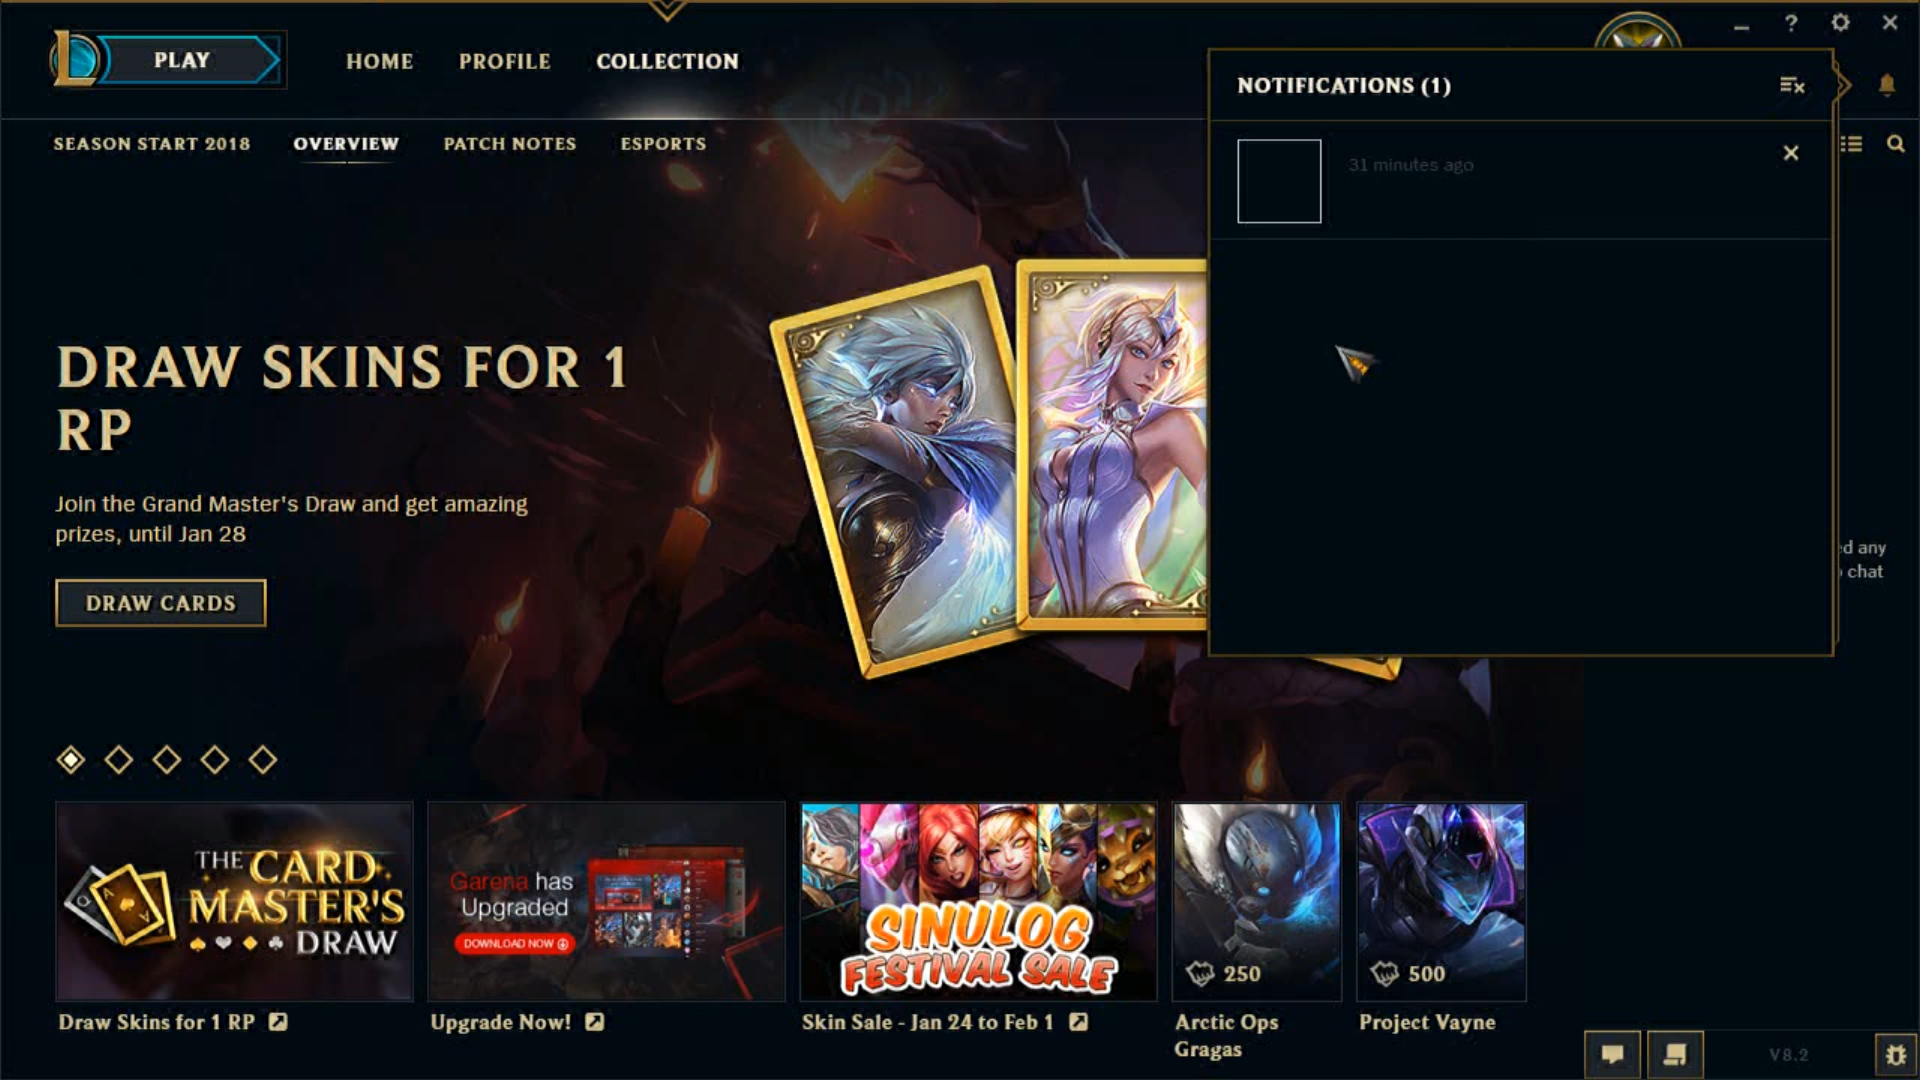 PLAY
HOME
PROFILE
COLLECTION
NOTIFICATIONS (1)
SEASON START 2018
OVERVIEW
PATCH NOTES
ESPORTS
31 minutes ago
DRAW SKINS FOR 1
RP
Join the Grand Master's Draw and get amazing
prizes, until Jan 28
DRAW CARDS
any
chat
THE CARD
MASTER'S
DRAW
Garena has
Upgraded
DOWNLOAD NOW
SINULOG
FESTIVAL SALE
250
500
Draw Skins for 1 RP
Upgrade Now!
Skin Sale - Jan 24 to Feb 1
Arctic Ops
Gragas
Project Vayne
V8.2